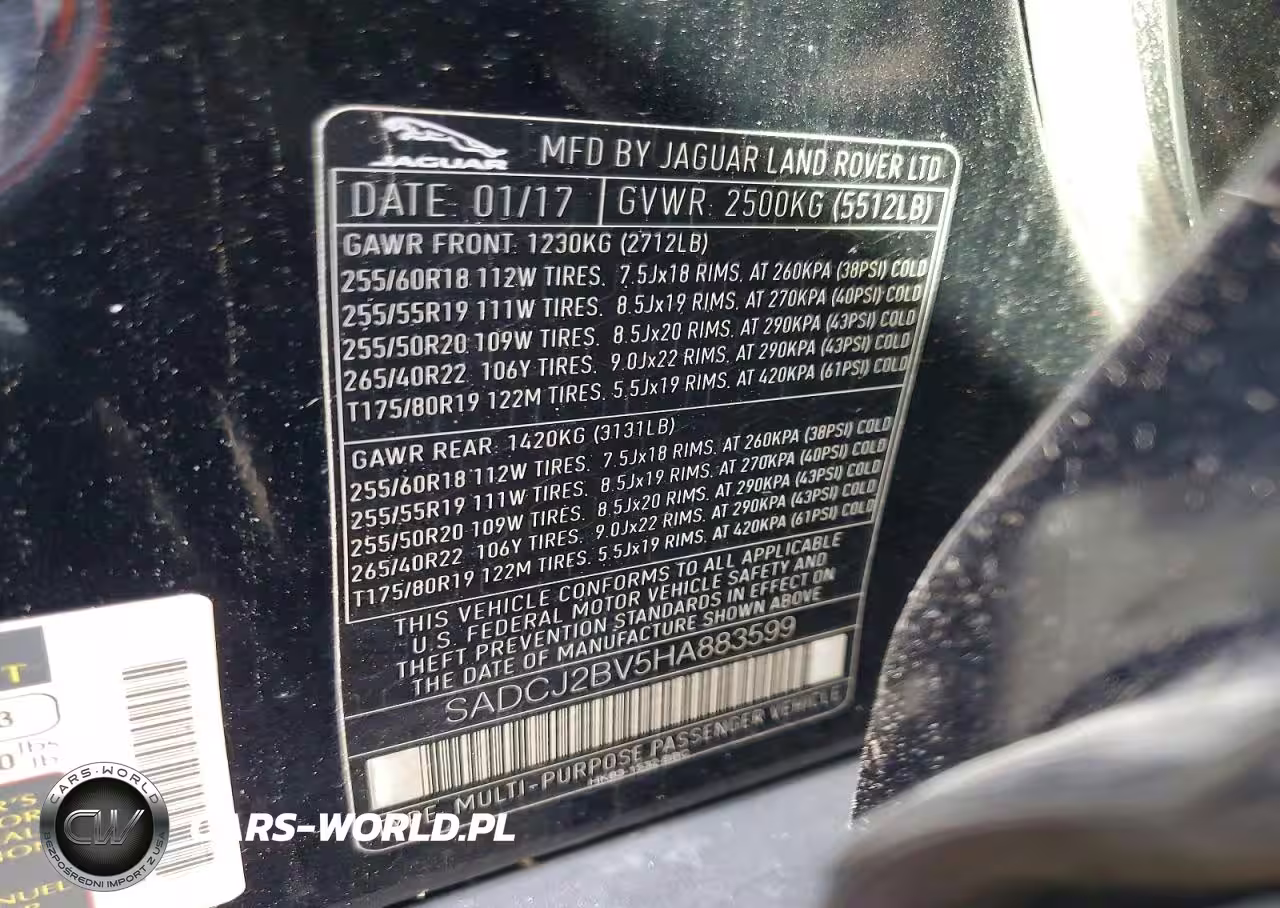 JAGUAR MFD BY JAGUAR LAND ROVER LTD
DATE: 01/17 GVWR: 2500KG (5512LB)
GAWR FRONT: 1230KG (2712LB)
255/60R18 112W TIRES. 7.5Jx18 RIMS. AT 260KPA (38PSI) COLD
255/55R19 111W TIRES. 8.5Jx19 RIMS. AT 270KPA (40PSI) COLD
255/50R20 109W TIRES. 8.5Jx20 RIMS. AT 290KPA (43PSI) COLD
265/40R22 106Y TIRES. 9.0Jx22 RIMS. AT 290KPA (43PSI) COLD
T175/80R19 122M TIRES. 5.5Jx19 RIMS. AT 420KPA (61PSI) COLD
GAWR REAR: 1420KG (3131LB)
255/60R18 112W TIRES. 7.5Jx18 RIMS. AT 260KPA (38PSI) COLD
255/55R19 111W TIRES. 8.5Jx19 RIMS. AT 270KPA (40PSI) COLD
255/50R20 109W TIRES. 8.5Jx20 RIMS. AT 290KPA (43PSI) COLD
265/40R22 106Y TIRES. 9.0Jx22 RIMS. AT 290KPA (43PSI) COLD
T175/80R19 122M TIRES. 5.5Jx19 RIMS. AT 420KPA (61PSI) COLD
THIS VEHICLE CONFORMS TO ALL APPLICABLE
U.S. FEDERAL MOTOR VEHICLE SAFETY AND
THEFT PREVENTION STANDARDS IN EFFECT ON
THE DATE OF MANUFACTURE SHOWN ABOVE
SADCJ2BV5HA883599
MULTI-PURPOSE PASSENGER VEHICLE
3
lbs
CARS-WORLD
CW
BEZPOŚREDNI IMPORT Z USA
CARS-WORLD.PL